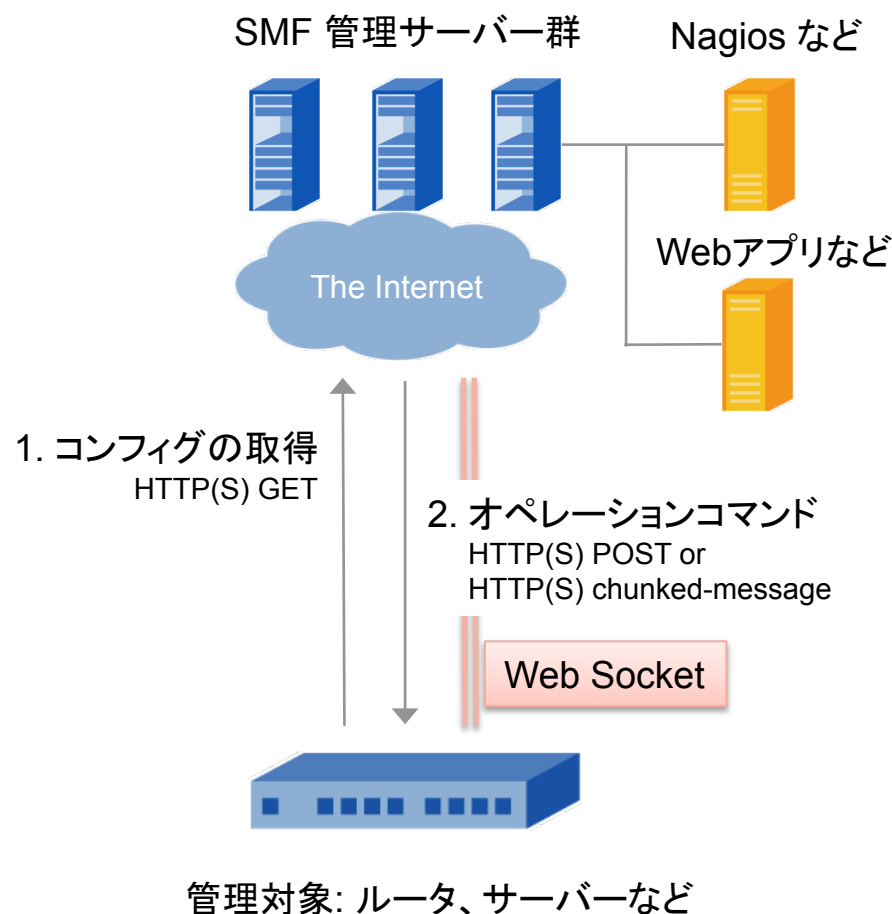 SMF 管理サーバー群
Nagios など
Webアプリなど
The Internet
1. コンフィグの取得
HTTP(S) GET
2. オペレーションコマンド
HTTP(S) POST or
HTTP(S) chunked-message
Web Socket
管理対象: ルータ、サーバーなど